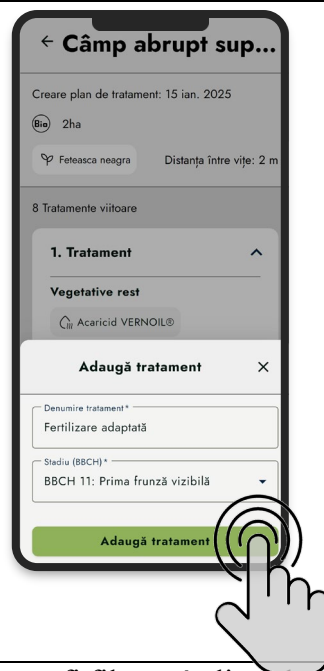 ← Câmp abrupt sup...
Creare plan de tratament: 15 ian. 2025
Bio 2ha
Feteasca neagra Distanța între vițe: 2 m
8 Tratamente viitoare
1. Tratament
Vegetative rest
Acaricid VERNOIL®
Adaugă tratament ×
Denumire tratament*
Fertilizare adaptată
Stadiu (BBCH)*
BBCH 11: Prima frunză vizibilă
Adaugă tratament